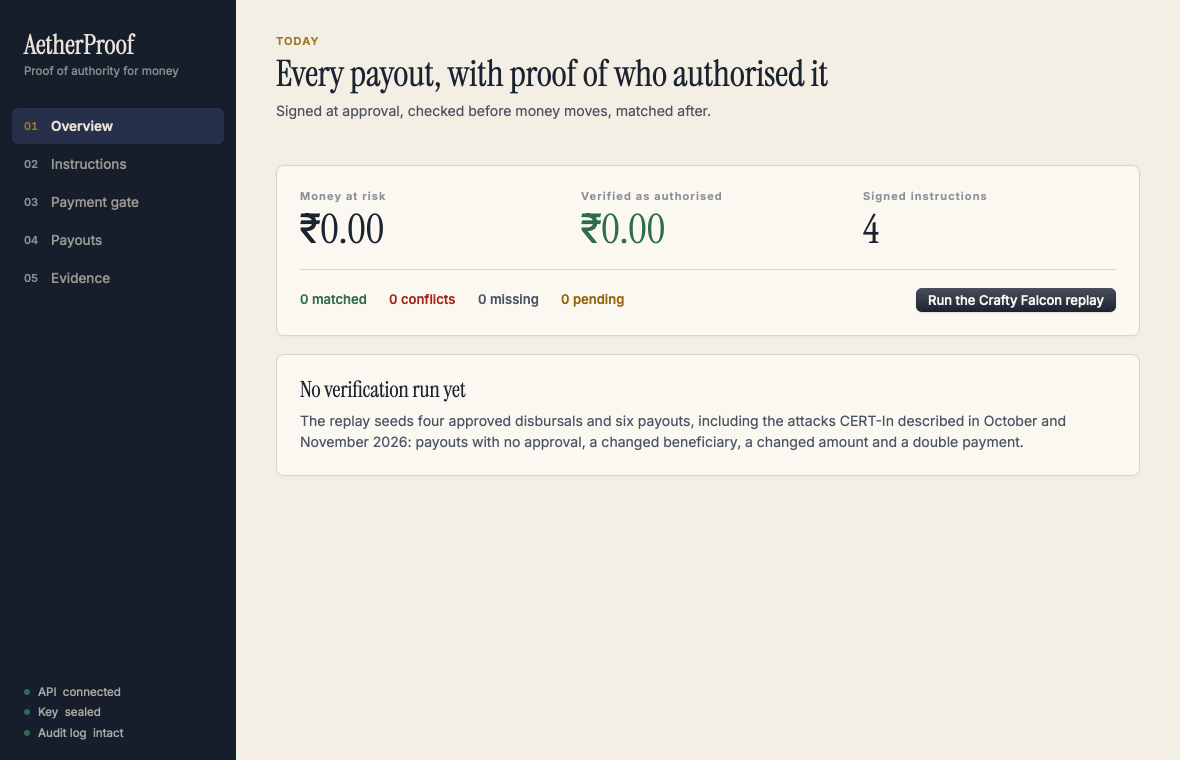 AetherProof
Proof of authority for money
01 Overview
02 Instructions
03 Payment gate
04 Payouts
05 Evidence
API connected
Key sealed
Audit log intact
TODAY
Every payout, with proof of who authorised it
Signed at approval, checked before money moves, matched after.
Money at risk
₹0.00
Verified as authorised
₹0.00
Signed instructions
4
0 matched 0 conflicts 0 missing 0 pending
Run the Crafty Falcon replay
No verification run yet
The replay seeds four approved disbursals and six payouts, including the attacks CERT-In described in October and
November 2026: payouts with no approval, a changed beneficiary, a changed amount and a double payment.